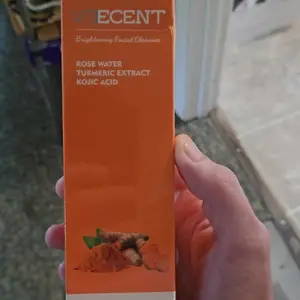 ECENT
Brightening Facial Cleanser
ROSE WATER
TURMERIC EXTRACT
KOJIC ACID